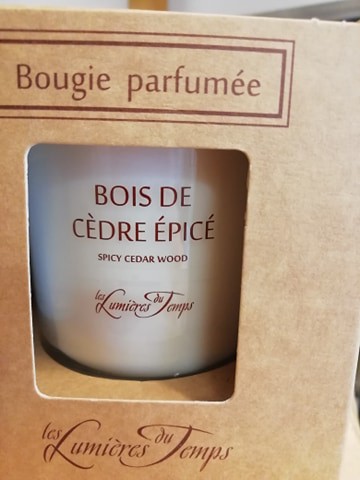 Bougie parfumée
BOIS DE
CÈDRE ÉPICÉ
SPICY CEDAR WOOD
les Lumières du Temps
les Lumières du Temps